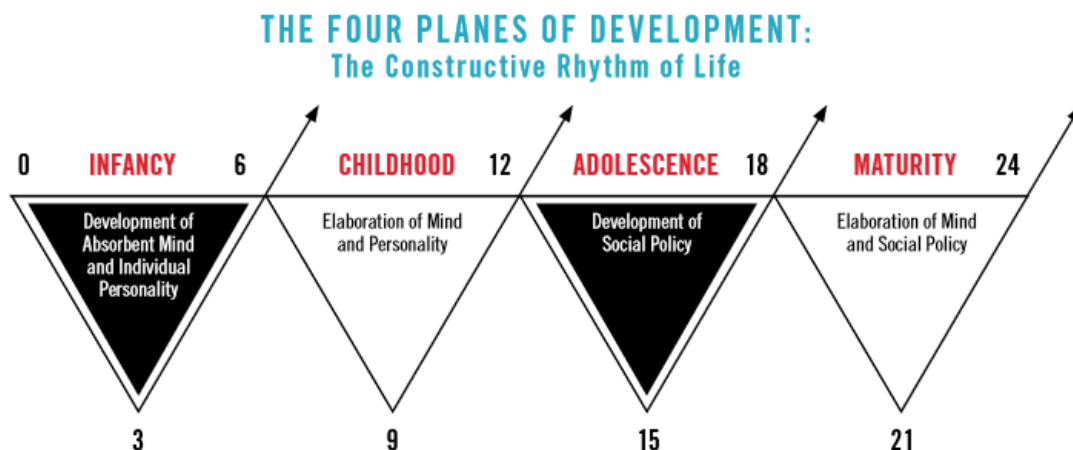 THE FOUR PLANES OF DEVELOPMENT:
The Constructive Rhythm of Life
0 INFANCY 6 CHILDHOOD 12 ADOLESCENCE 18 MATURITY 24
Development of
Absorbent Mind
and Individual
Personality
Elaboration of Mind
and Personality
Development of
Social Policy
Elaboration of Mind
and Social Policy
3 9 15 21